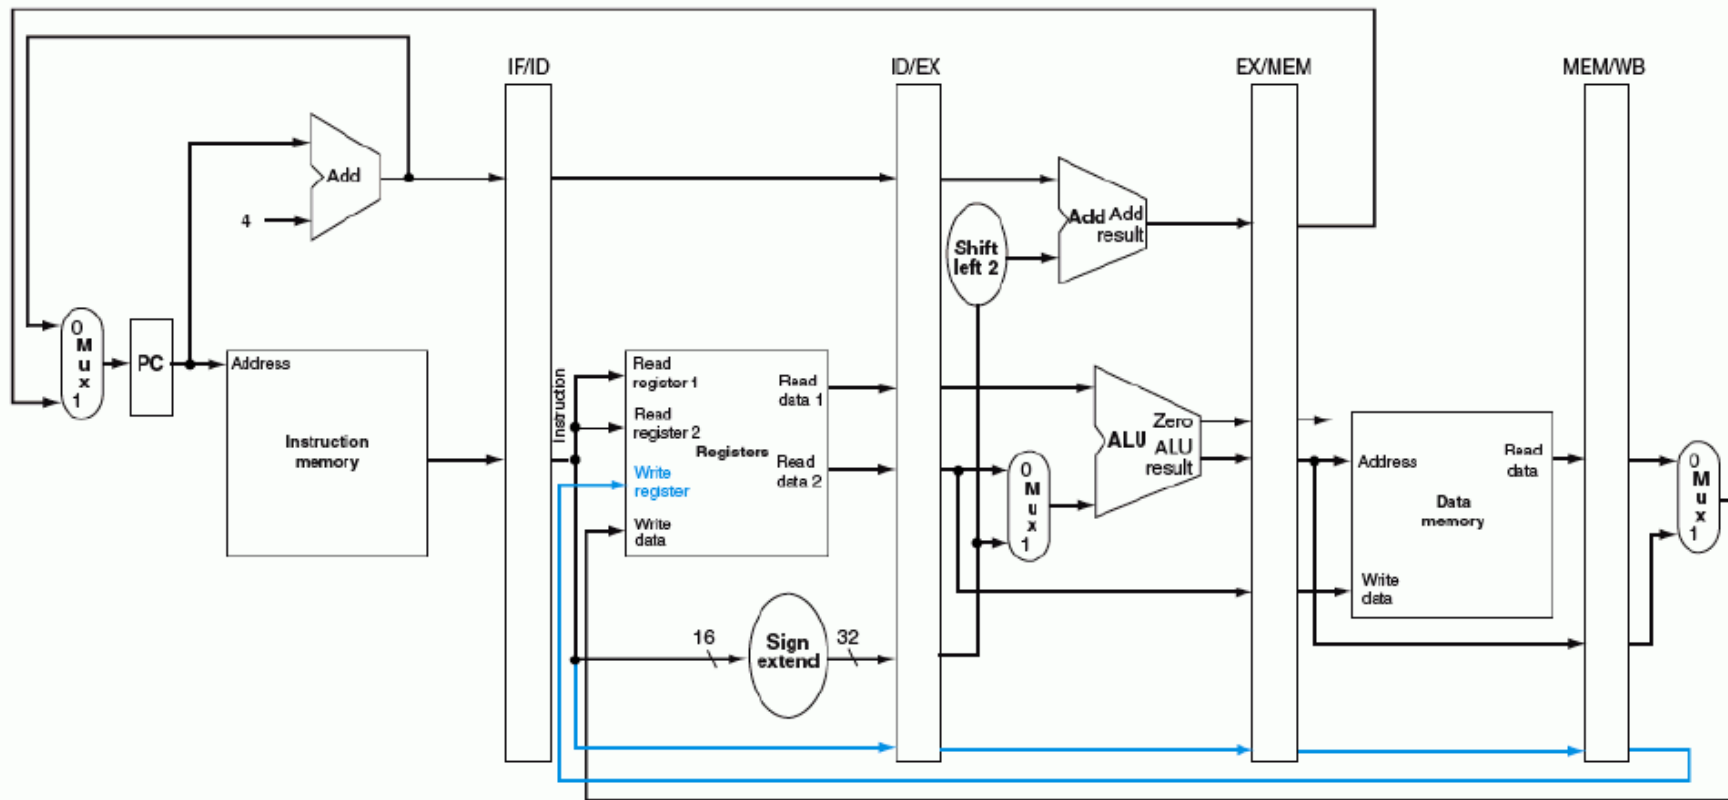 IF/ID
ID/EX
EX/MEM
MEM/WB
Add
4
Add Add
result
Shift
left 2
0
M
u
x
1
PC
Address
Instruction
memory
Instruction
Read
register 1
Read
register 2
Write
register
Write
data
Registers
Read
data 1
Read
data 2
16
Sign
extend
32
0
M
u
x
1
Zero
ALU ALU
result
Address
Read
data
Data
memory
Write
data
0
M
u
x
1